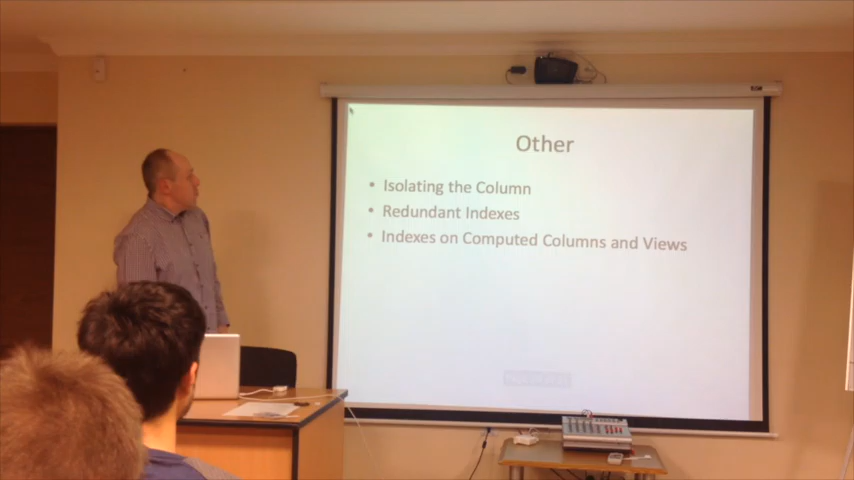 Other
• Isolating the Column
• Redundant Indexes
• Indexes on Computed Columns and Views